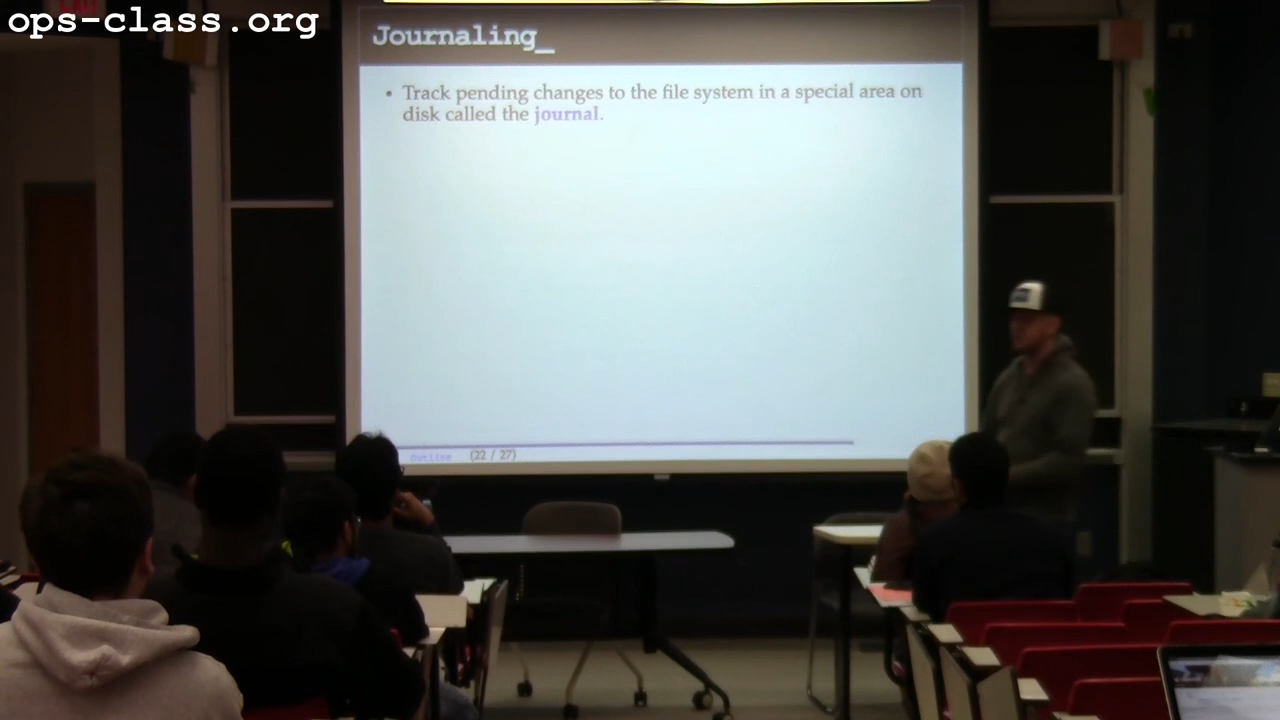 ops-class.org
Journaling_
• Track pending changes to the file system in a special area on
disk called the journal.
Outline (22 / 27)